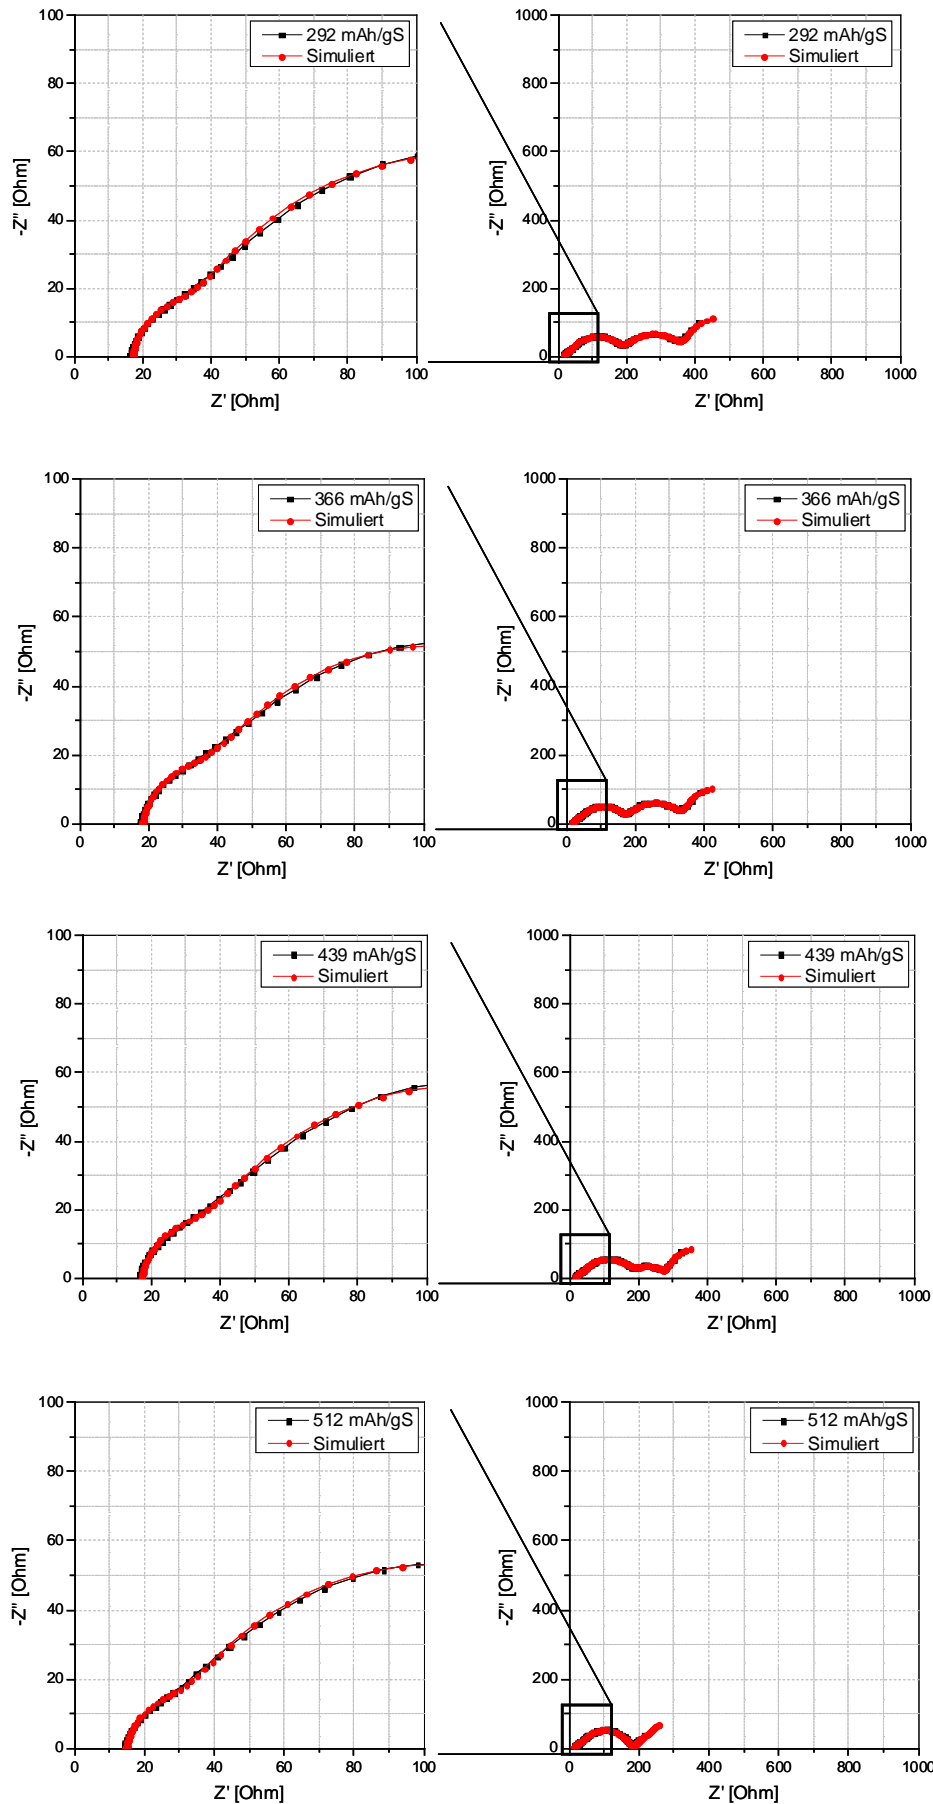 100
80
60
40
20
0
0 20 40 60 80 100
-Z" [Ohm]
Z' [Ohm]
292 mAh/gS
Simuliert
1000
800
600
400
200
0
0 200 400 600 800 1000
-Z" [Ohm]
Z' [Ohm]
292 mAh/gS
Simuliert
100
80
60
40
20
0
0 20 40 60 80 100
-Z" [Ohm]
Z' [Ohm]
366 mAh/gS
Simuliert
1000
800
600
400
200
0
0 200 400 600 800 1000
-Z" [Ohm]
Z' [Ohm]
366 mAh/gS
Simuliert
100
80
60
40
20
0
0 20 40 60 80 100
-Z" [Ohm]
Z' [Ohm]
439 mAh/gS
Simuliert
1000
800
600
400
200
0
0 200 400 600 800 1000
-Z" [Ohm]
Z' [Ohm]
439 mAh/gS
Simuliert
100
80
60
40
20
0
0 20 40 60 80 100
-Z" [Ohm]
Z' [Ohm]
512 mAh/gS
Simuliert
1000
800
600
400
200
0
0 200 400 600 800 1000
-Z" [Ohm]
Z' [Ohm]
512 mAh/gS
Simuliert